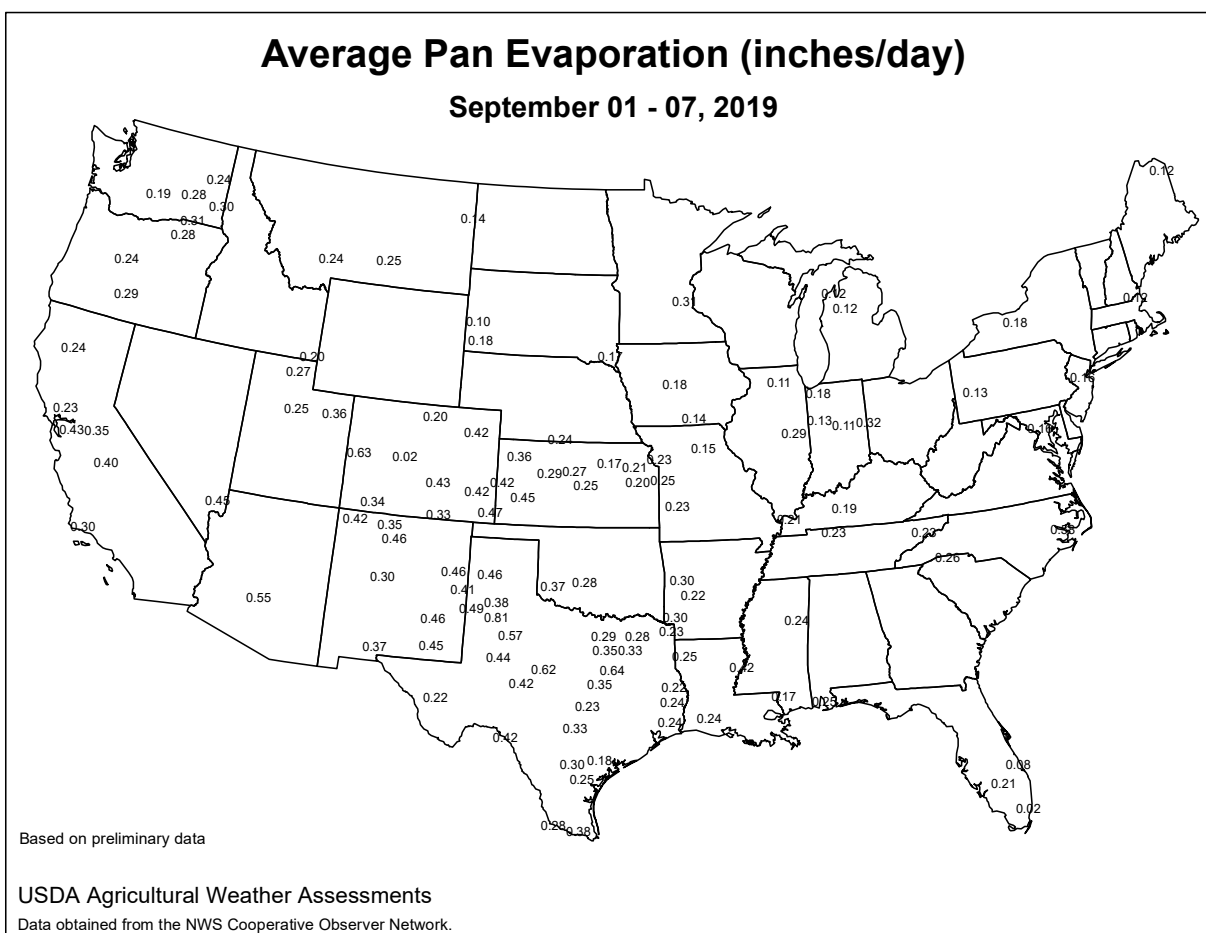 Average Pan Evaporation (inches/day)
September 01 - 07, 2019
0.12
0.24
0.19 0.28
0.30
0.14
0.31
0.28
0.24 0.24 0.25
0.29 0.12 0.12
0.31 0.12
0.10 0.18
0.18
0.24
0.20 0.17
0.27
0.18 0.11
0.18 0.13
0.23 0.25 0.36 0.20
0.14 0.13 0.11 0.32
0.43 0.35 0.42 0.29
0.24
0.63 0.02 0.36 0.15
0.40 0.17 0.23
0.29 0.27 0.21
0.43 0.42 0.25 0.20 0.25
0.42 0.45
0.45 0.34 0.23 0.19
0.42 0.33 0.47 0.21
0.30 0.35 0.23 0.23
0.46
0.26
0.30 0.46 0.46
0.55 0.41 0.37 0.28 0.30
0.38 0.22
0.49
0.46 0.81 0.30 0.24
0.57 0.29 0.28 0.23
0.37 0.45 0.35 0.33
0.44 0.25
0.62 0.64 0.42
0.42 0.35 0.22
0.22 0.23 0.24 0.17 0.25
0.33 0.24 0.24
0.42
0.30 0.18 0.08
0.25 0.21
0.02
0.28
0.38
Based on preliminary data
USDA Agricultural Weather Assessments
Data obtained from the NWS Cooperative Observer Network.